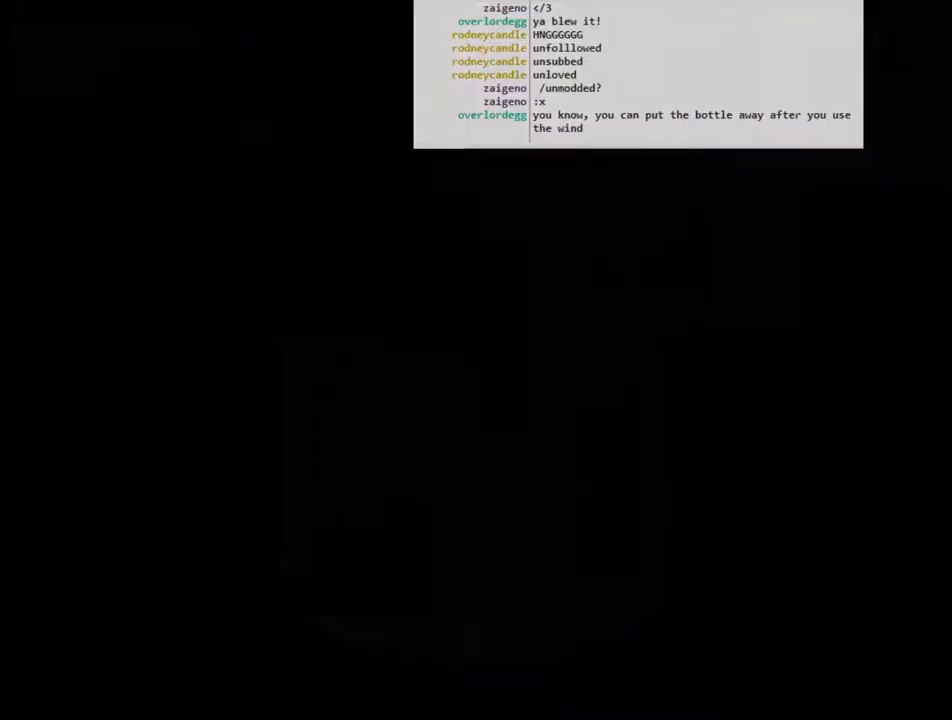 zaigeno </3
overlordegg ya blew it!
rodneycandle HNGGGGGG
rodneycandle unfolllowed
rodneycandle unsubbed
rodneycandle unloved
zaigeno /unmodded?
zaigeno :x
overlordegg you know, you can put the bottle away after you use
the wind